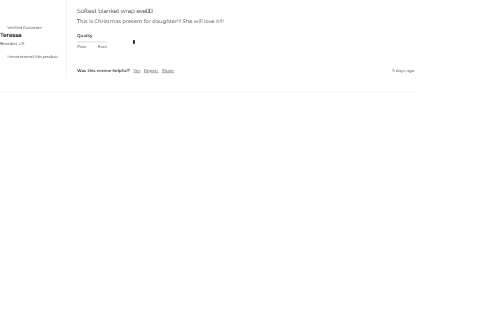 Softest blanket wrap ever
This is Christmas present for daughter!!! She will love it!!!
Verified Customer
Teressa
Quality
Poor Poor
I recommend this product
Was this review helpful? Yes Report Share
5 days ago